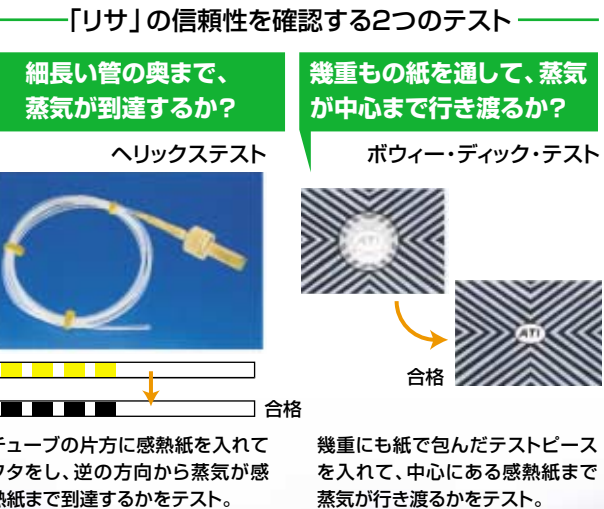 「リサ」の信頼性を確認する2つのテスト
細長い管の奥まで、
蒸気が到達するか?
ヘリックステスト
合格
チューブの片方に感熱紙を入れて
フタをし、逆の方向から蒸気が感
熱紙まで到達するかをテスト。
幾重もの紙を通して、蒸気
が中心まで行き渡るか?
ボウィー・ディック・テスト
ATI
ATI
合格
幾重にも紙で包んだテストピース
を入れて、中心にある感熱紙まで
蒸気が行き渡るかをテスト。